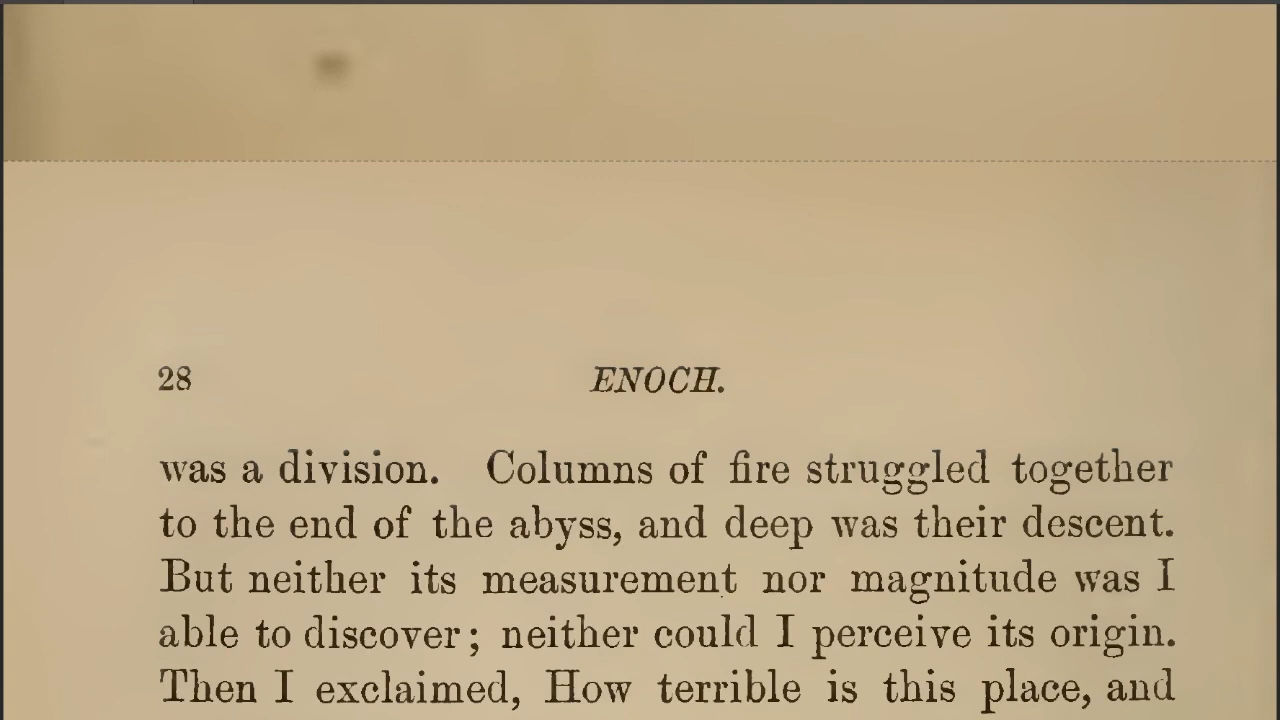 28
ENOCH.
was a division. Columns of fire struggled together
to the end of the abyss, and deep was their descent.
But neither its measurement nor magnitude was I
able to discover; neither could I perceive its origin.
Then I exclaimed, How terrible is this place, and